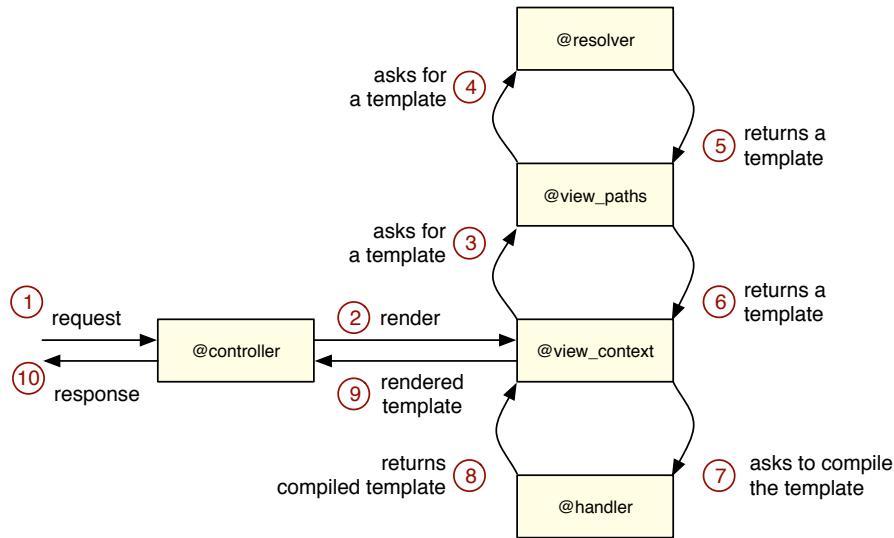 @resolver
asks for
a template
4
5
returns a
template
@view_paths
asks for
a template
3
6
returns a
template
1
request
2
render
@controller
@view_context
10
response
9
rendered
template
returns
compiled template
8
7
asks to compile
the template
@handler